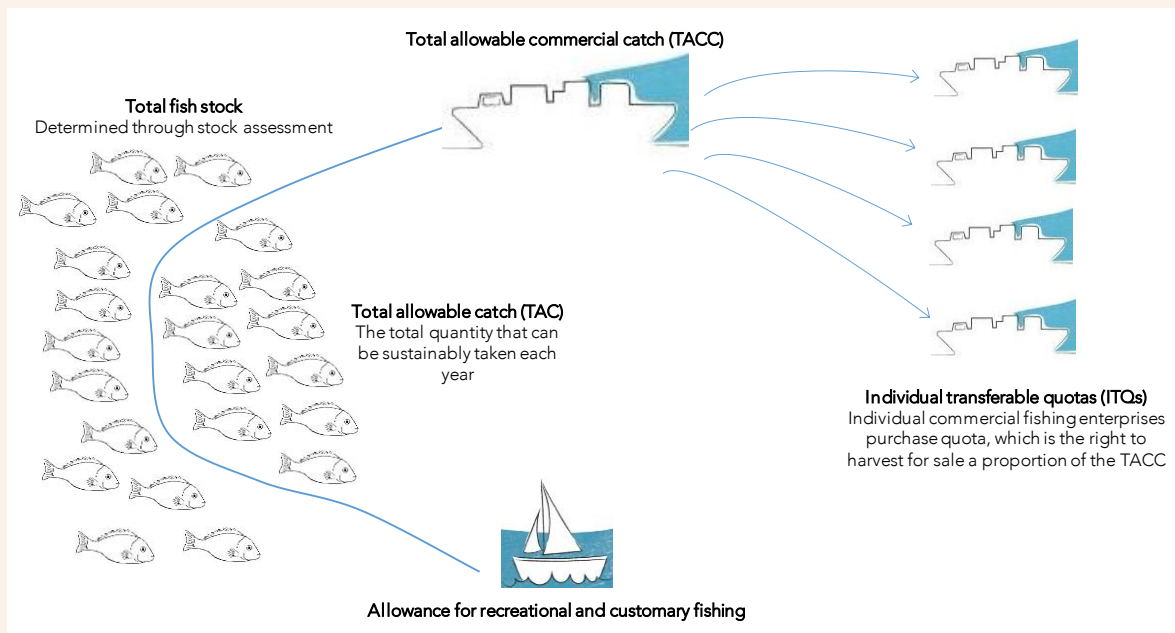 Total allowable commercial catch (TACC)
Total fish stock
Determined through stock assessment
Total allowable catch (TAC)
The total quantity that can
be sustainably taken each
year
Individual transferable quotas (ITQs)
Individual commercial fishing enterprises
purchase quota, which is the right to
harvest for sale a proportion of the TACC
Allowance for recreational and customary fishing